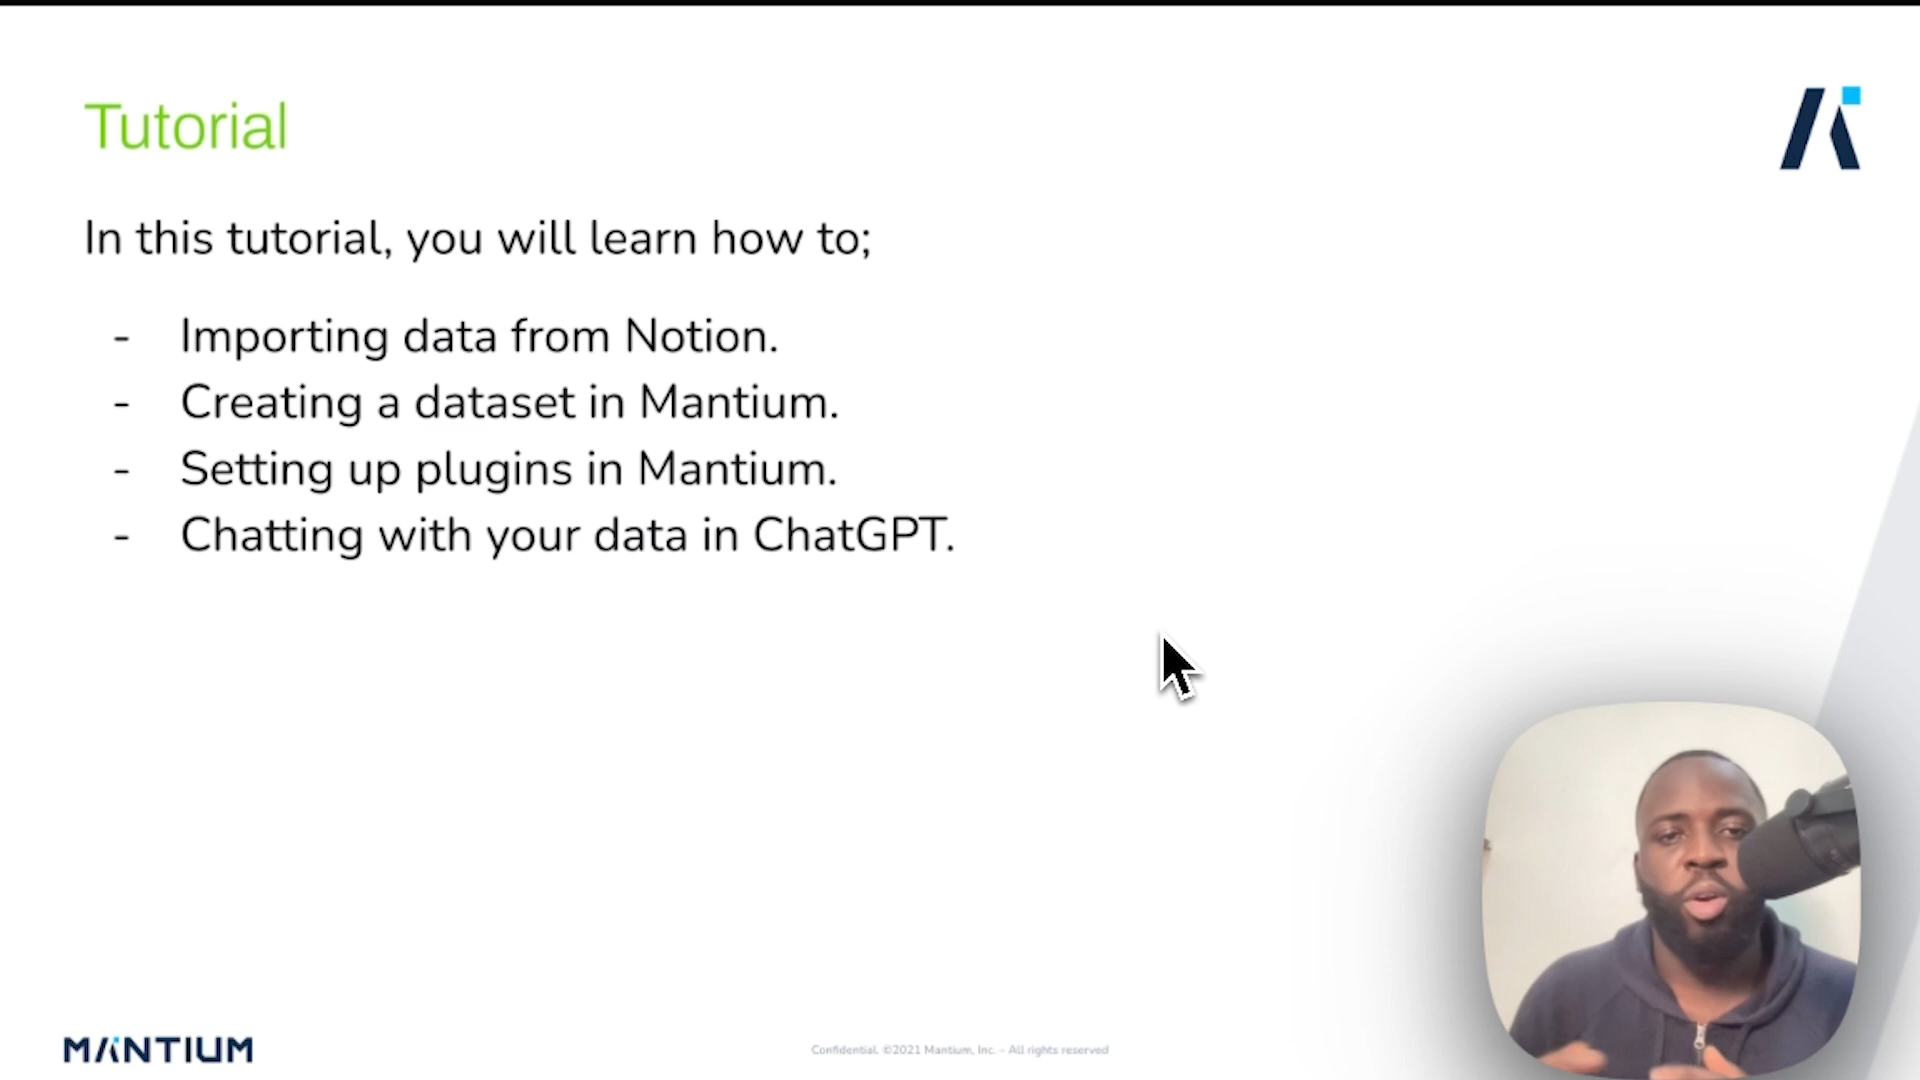 Tutorial
In this tutorial, you will learn how to;
- Importing data from Notion.
- Creating a dataset in Mantium.
- Setting up plugins in Mantium.
- Chatting with your data in ChatGPT.
MANTIUM
Confidential. ©2021 Mantium, Inc. – All rights reserved